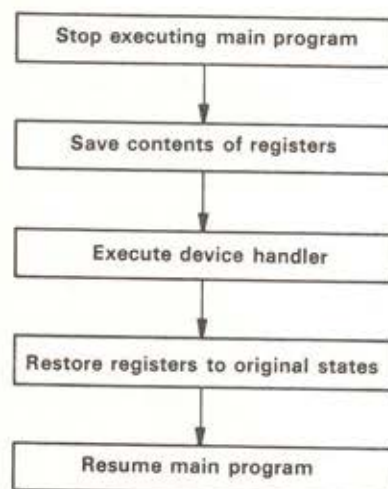 Stop executing main program
Save contents of registers
Execute device handler
Restore registers to original states
Resume main program